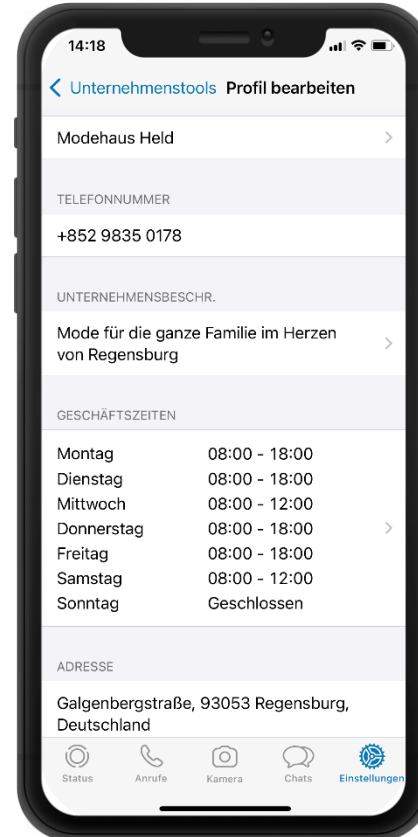 14:18
Unternehmenstools Profil bearbeiten
Modehaus Held
TELEFONNUMMER
+852 9835 0178
UNTERNEHMENSBESCHR.
Mode für die ganze Familie im Herzen
von Regensburg
GESCHÄFTSZEITEN
Montag 08:00 - 18:00
Dienstag 08:00 - 18:00
Mittwoch 08:00 - 12:00
Donnerstag 08:00 - 18:00
Freitag 08:00 - 18:00
Samstag 08:00 - 12:00
Sonntag Geschlossen
ADRESSE
Galgenbergstraße, 93053 Regensburg,
Deutschland
Status Anrufe Kamera Chats Einstellungen